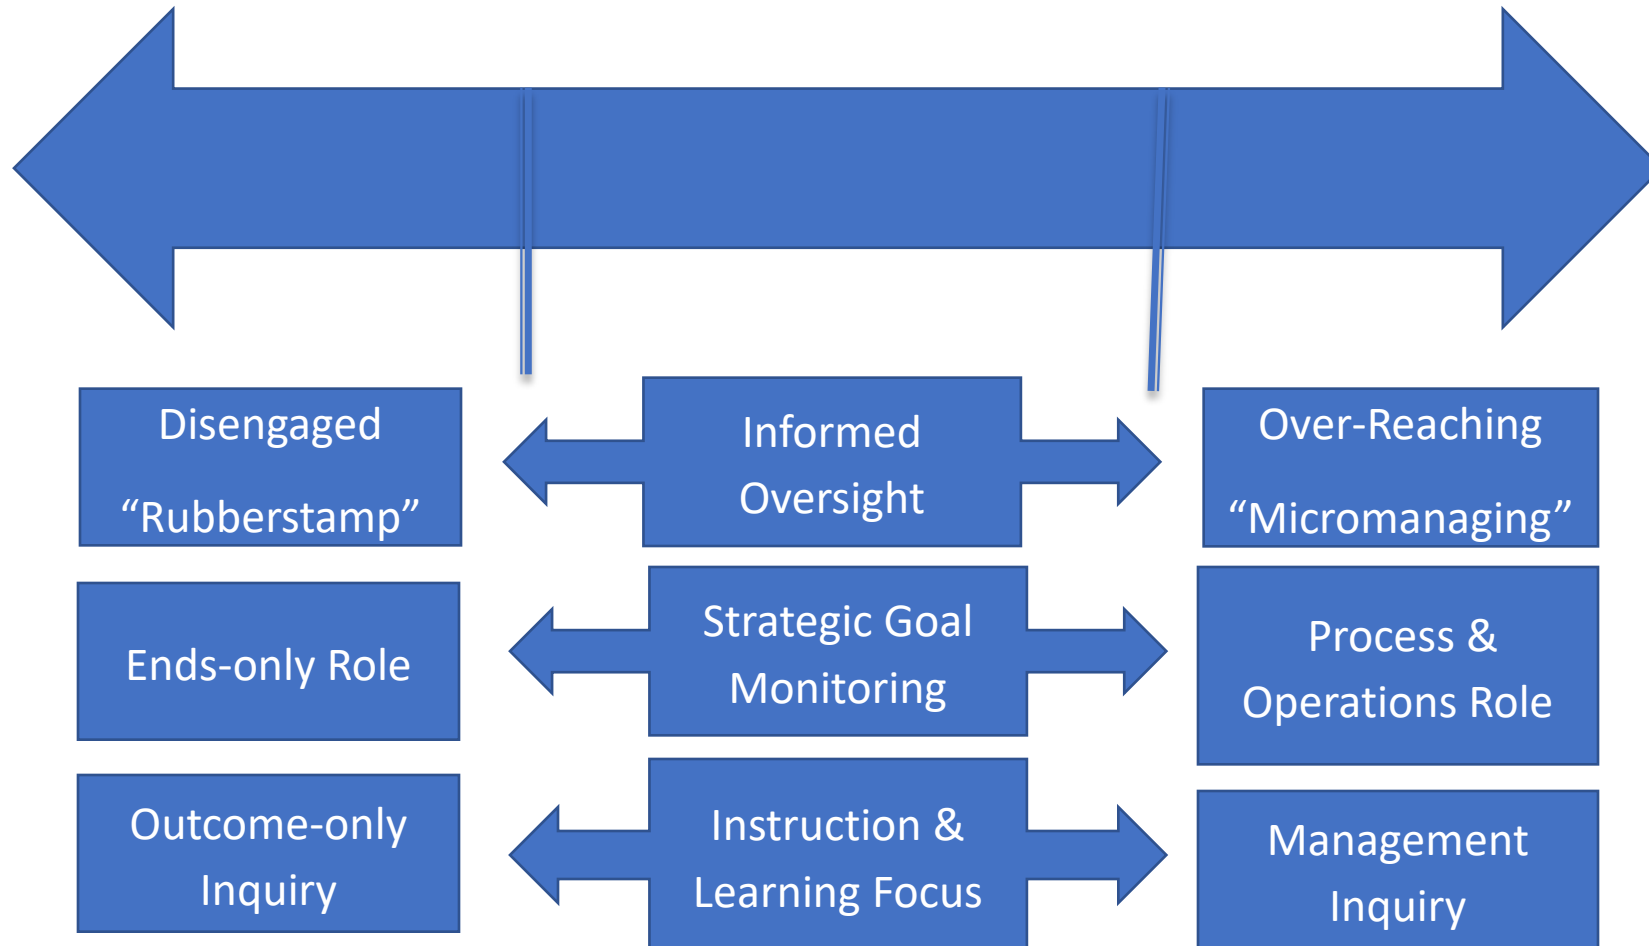 Disengaged
“Rubberstamp”
Informed
Oversight
Over-Reaching
“Micromanaging”
Ends-only Role
Strategic Goal
Monitoring
Process &
Operations Role
Outcome-only
Inquiry
Instruction &
Learning Focus
Management
Inquiry